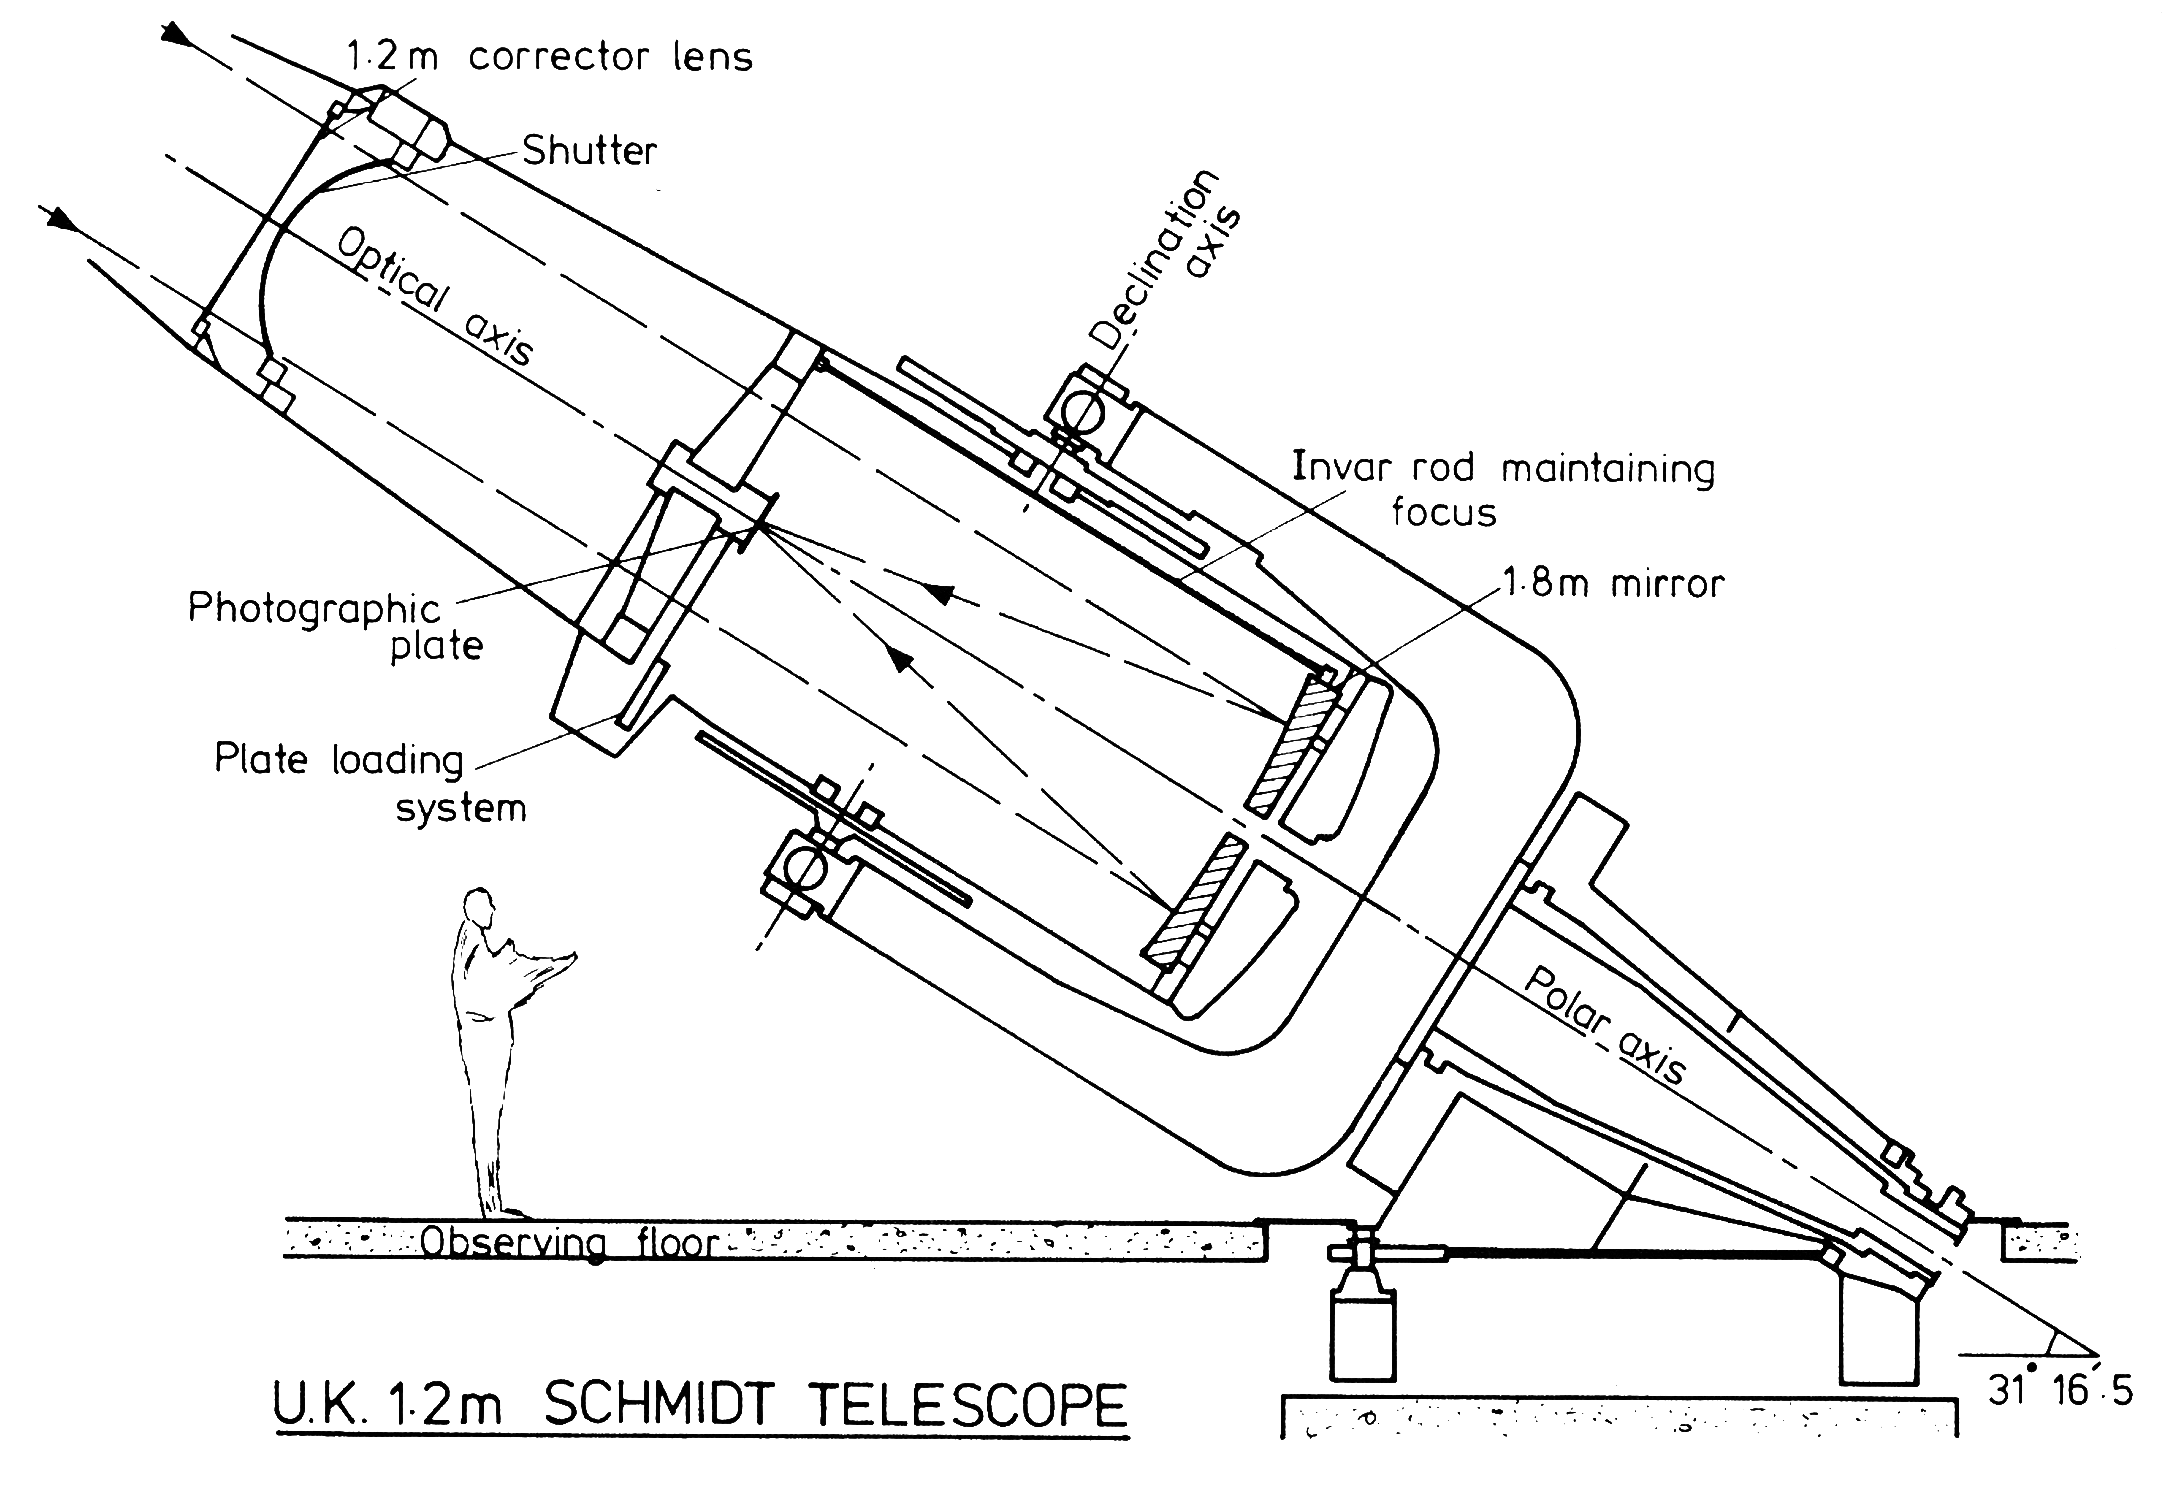 1.2m corrector lens
Shutter
Optical axis
Declination
axis
Invar rod maintaining
focus
1.8m mirror
Photographic
plate
Plate loading
system
Polar axis
Observing floor
31° 16′.5
U.K. 1.2m SCHMIDT TELESCOPE